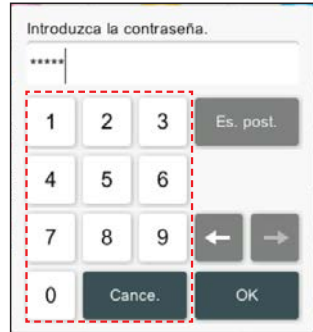 Introduzca la contraseña.
*****
1 2 3 Es. post.
4 5 6
7 8 9 ← →
0 Cance. OK